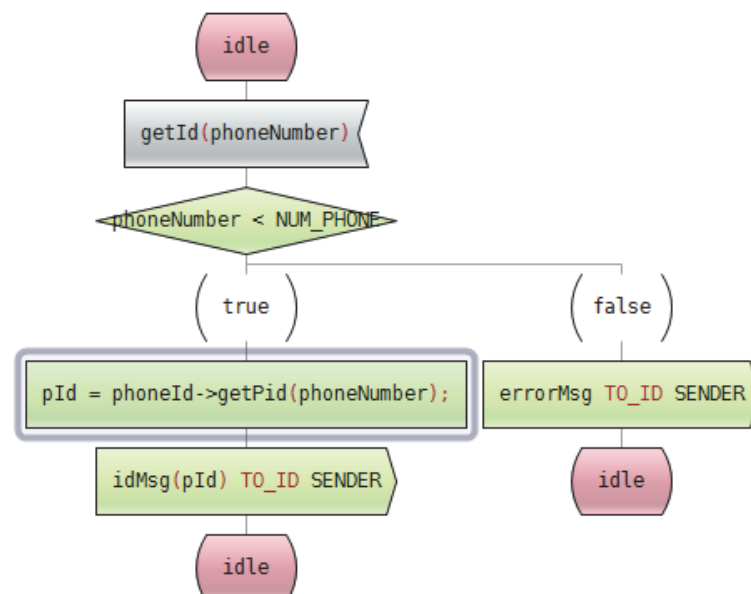 idle
getId(phoneNumber)
phoneNumber < NUM_PHONE
true
false
pId = phoneId->getPid(phoneNumber);
errorMsg TO_ID SENDER
idMsg(pId) TO_ID SENDER
idle
idle